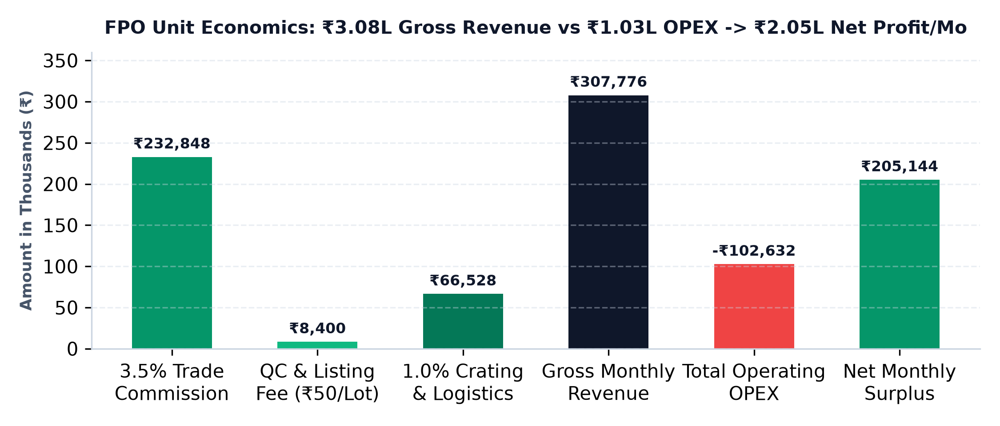 FPO Unit Economics: ₹3.08L Gross Revenue vs ₹1.03L OPEX -> ₹2.05L Net Profit/Mo
Amount in Thousands (₹)
350
300
250
200
150
100
50
0
₹232,848
₹8,400
₹66,528
₹307,776
-₹102,632
₹205,144
3.5% Trade
Commission
QC & Listing
Fee (₹50/Lot)
1.0% Crating
& Logistics
Gross Monthly
Revenue
Total Operating
OPEX
Net Monthly
Surplus